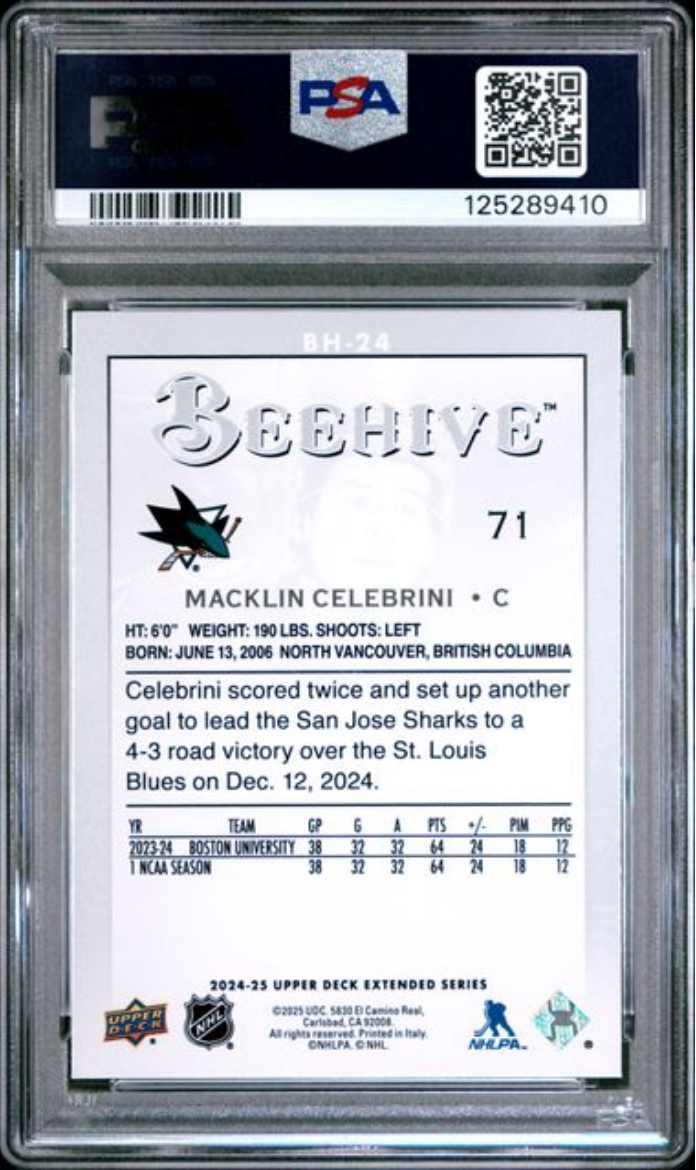 PSA
125289410
BH-24
BEEHIVE™
71
MACKLIN CELEBRINI • C
HT: 6'0" WEIGHT: 190 LBS. SHOOTS: LEFT
BORN: JUNE 13, 2006 NORTH VANCOUVER, BRITISH COLUMBIA
Celebrini scored twice and set up another
goal to lead the San Jose Sharks to a
4-3 road victory over the St. Louis
Blues on Dec. 12, 2024.
YR TEAM GP G A PTS +/- PIM PPG
2023-24 BOSTON UNIVERSITY 38 32 32 64 24 18 12
1 NCAA SEASON 38 32 32 64 24 18 12
2024-25 UPPER DECK EXTENDED SERIES
UPPER DECK
NHL
©2025 UDC. 5830 El Camino Real,
Carlsbad, CA 92008.
All rights reserved. Printed in Italy.
©NHLPA. © NHL.
NHLPA™